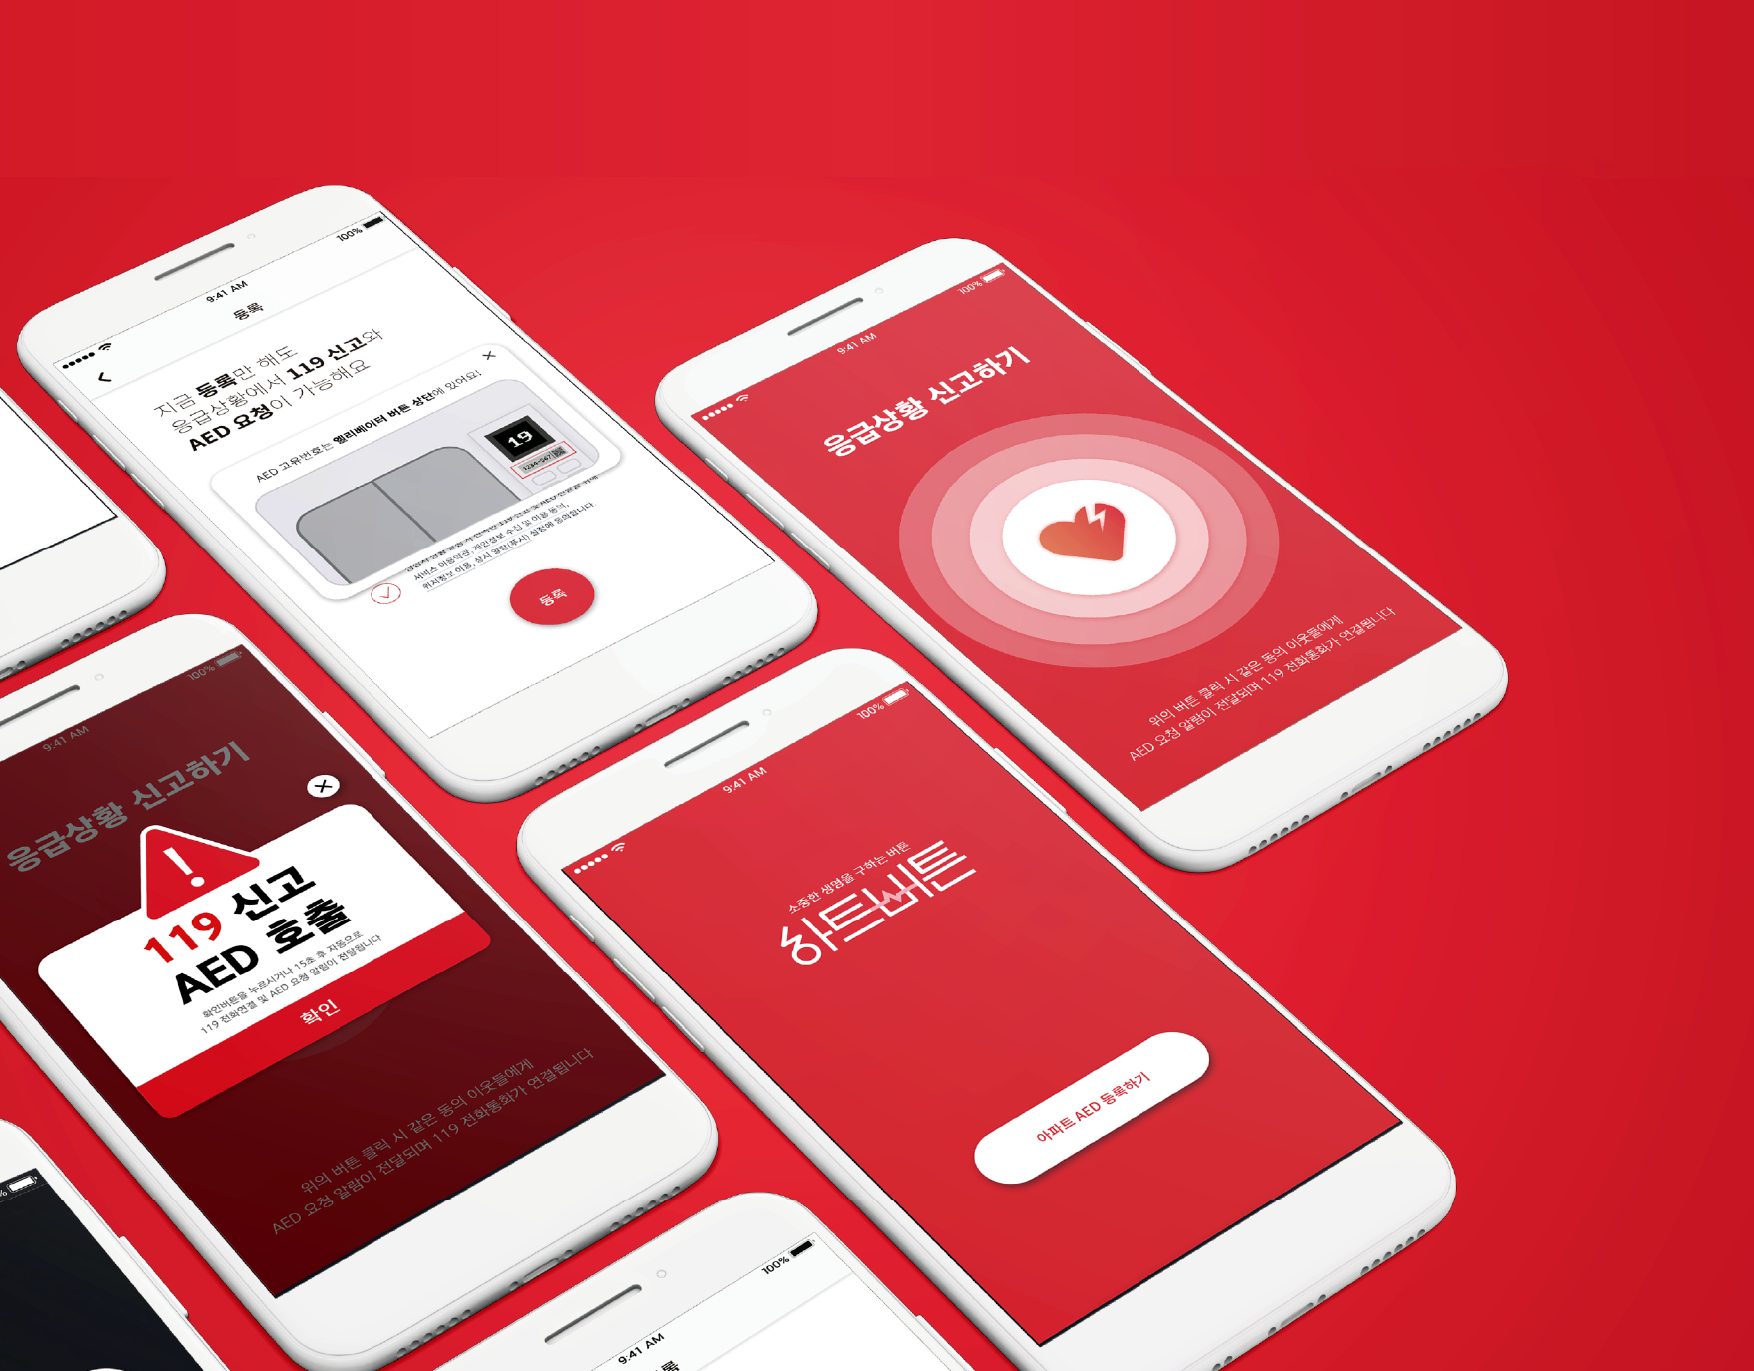 100%
9:41 AM
등록
지금 등록만 해도
응급상황에서 119 신고와
AED 요청이 가능해요
AED 고유번호는 엘리베이터 버튼 상단에 있어요!
19
1234-567
서비스 이용약관, 개인정보 수집 및 이용 동의,
위치정보 이용, 상시 알람(푸시) 설정에 동의합니다.
등록
100%
9:41 AM
응급상황 신고하기
위의 버튼 클릭 시 같은 동의 이웃들에게
AED 요청 알람이 전달되며 119 전화통화가 연결됩니다
100%
9:41 AM
응급상황 신고하기
119 신고
AED 호출
확인버튼을 누르시거나 15초 후 자동으로
119 전화연결 및 AED 요청 알림이 전달됩니다
확인
위의 버튼 클릭 시 같은 동의 이웃들에게
AED 요청 알람이 전달되며 119 전화통화가 연결됩니다
100%
9:41 AM
소중한 생명을 구하는 버튼
하트버튼
아파트 AED 등록하기
100%
9:41 AM
%